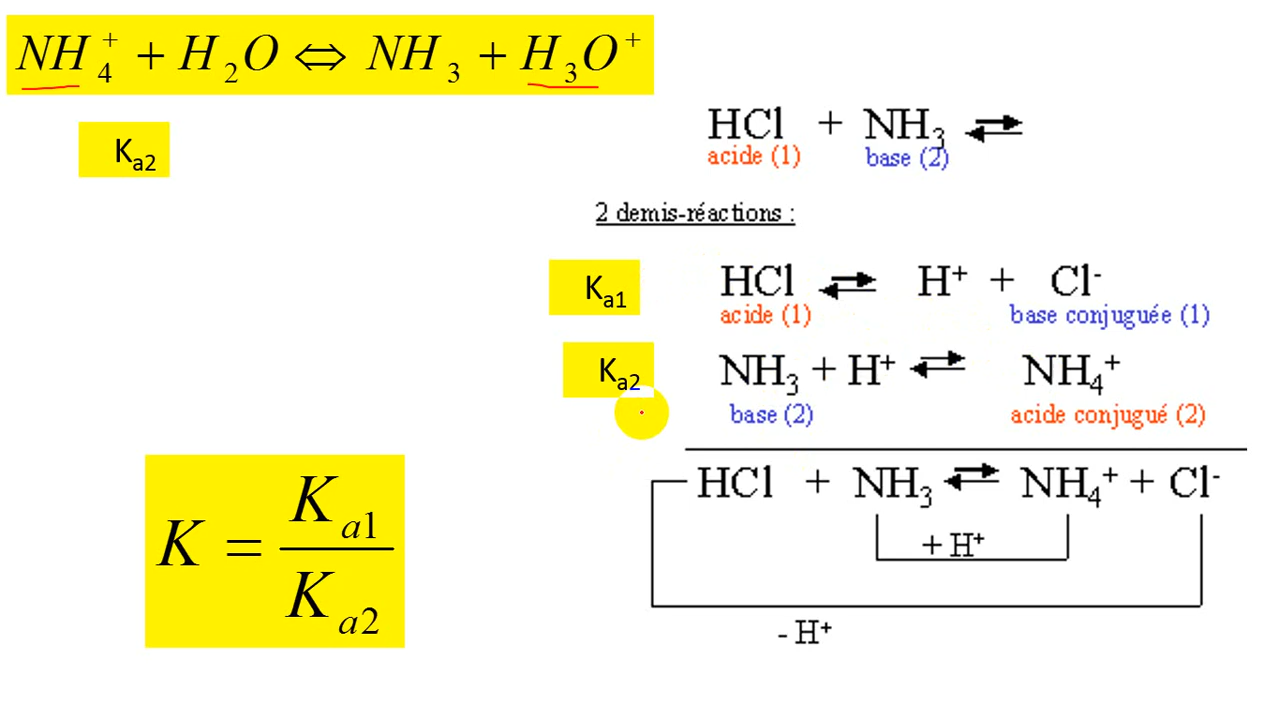 NH₄⁺ + H₂O ⇔ NH₃ + H₃O⁺
Kₐ₂
HCl + NH₃ ⇌
acide (1) base (2)
2 demis-réactions :
Kₐ₁
HCl ⇌ H⁺ + Cl⁻
acide (1) base conjuguée (1)
Kₐ₂
NH₃ + H⁺ ⇌ NH₄⁺
base (2) acide conjugué (2)
HCl + NH₃ ⇌ NH₄⁺ + Cl⁻
+ H⁺
- H⁺
K = Kₐ₁ / Kₐ₂